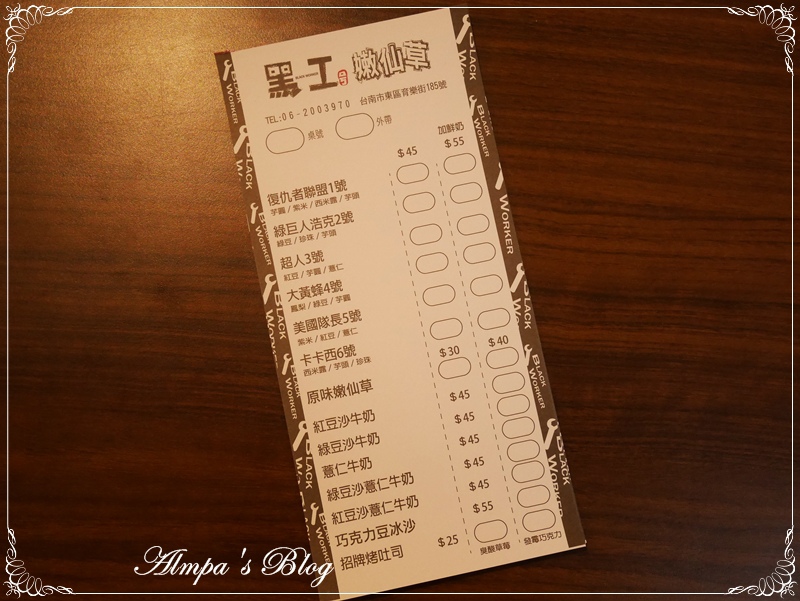 黑工号 嫩仙草
BLACK WORKER
TEL:06-2003970 台南市東區育樂街185號
桌號 外帶
加鮮奶
$45 $55
復仇者聯盟1號
芋圓 / 紫米 / 西米露 / 芋頭
綠巨人浩克2號
綠豆 / 珍珠 / 芋頭
超人3號
紅豆 / 芋圓 / 薏仁
大黃蜂4號
鳳梨 / 綠豆 / 芋圓
美國隊長5號
紫米 / 紅豆 / 薏仁
卡卡西6號
西米露 / 芋頭 / 珍珠
$30 $40
原味嫩仙草
紅豆沙牛奶 $45
綠豆沙牛奶 $45
薏仁牛奶 $45
綠豆沙薏仁牛奶 $45
紅豆沙薏仁牛奶 $45
巧克力豆冰沙 $55
招牌烤吐司 $25
臭酸草莓 發霉巧克力
Almpa's Blog